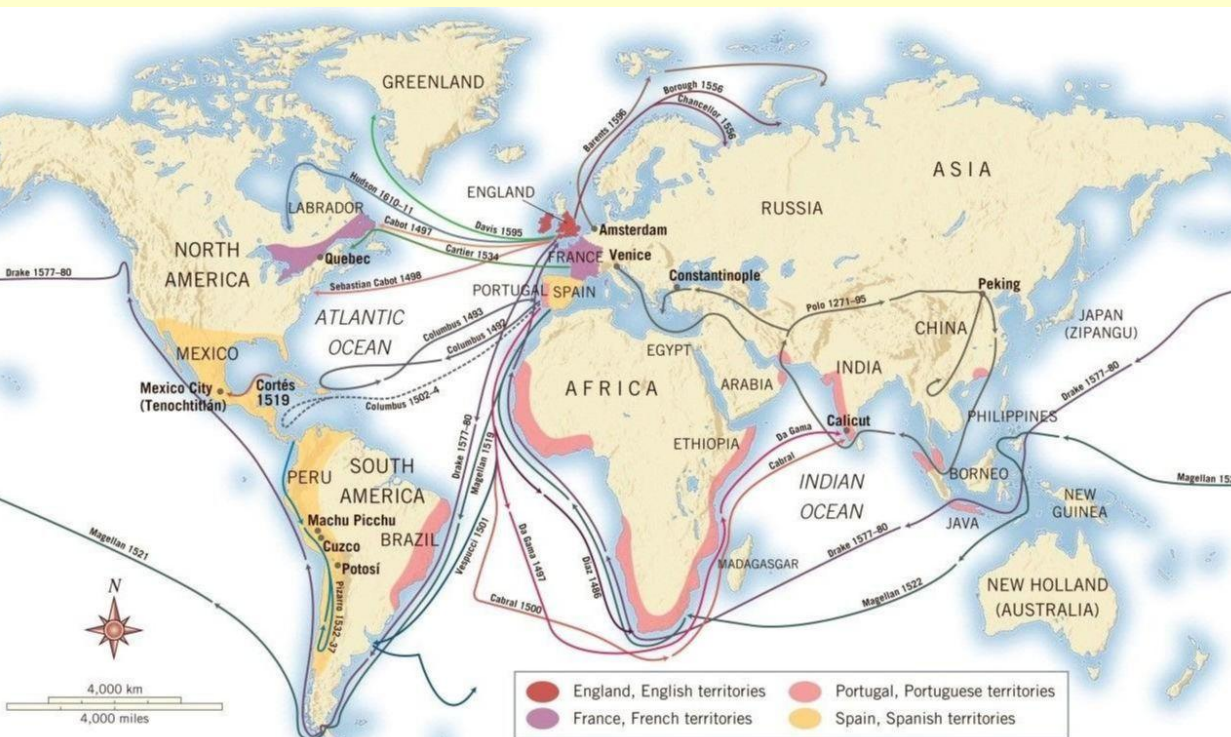 GREENLAND
Barents 1596
Borough 1556
Chancellor 1556
ASIA
ENGLAND
RUSSIA
Hudson 1610–11
LABRADOR
Davis 1595
Cabot 1497
Amsterdam
NORTH
AMERICA
Quebec
Cartier 1534
FRANCE
Venice
Drake 1577–80
Sebastian Cabot 1498
Constantinople
Peking
PORTUGAL
SPAIN
Polo 1271–95
ATLANTIC
OCEAN
Columbus 1493
Columbus 1492
CHINA
JAPAN
(ZIPANGU)
MEXICO
EGYPT
INDIA
Mexico City
(Tenochtitlán)
Cortés
1519
AFRICA
ARABIA
Drake 1577–80
Columbus 1502–4
Calicut
PHILIPPINES
Drake 1577–80
Magellan 1519
ETHIOPIA
Da Gama
Cabral
PERU
SOUTH
AMERICA
INDIAN
OCEAN
BORNEO
Magellan 152
NEW
GUINEA
Machu Picchu
Cuzco
BRAZIL
JAVA
Magellan 1521
Vespucci 1501
Da Gama 1497
Drake 1577–80
Potosí
Diaz 1486
MADAGASCAR
Pizarro 1532–37
Cabral 1500
Magellan 1522
NEW HOLLAND
(AUSTRALIA)
N
4,000 km
4,000 miles
England, English territories
Portugal, Portuguese territories
France, French territories
Spain, Spanish territories